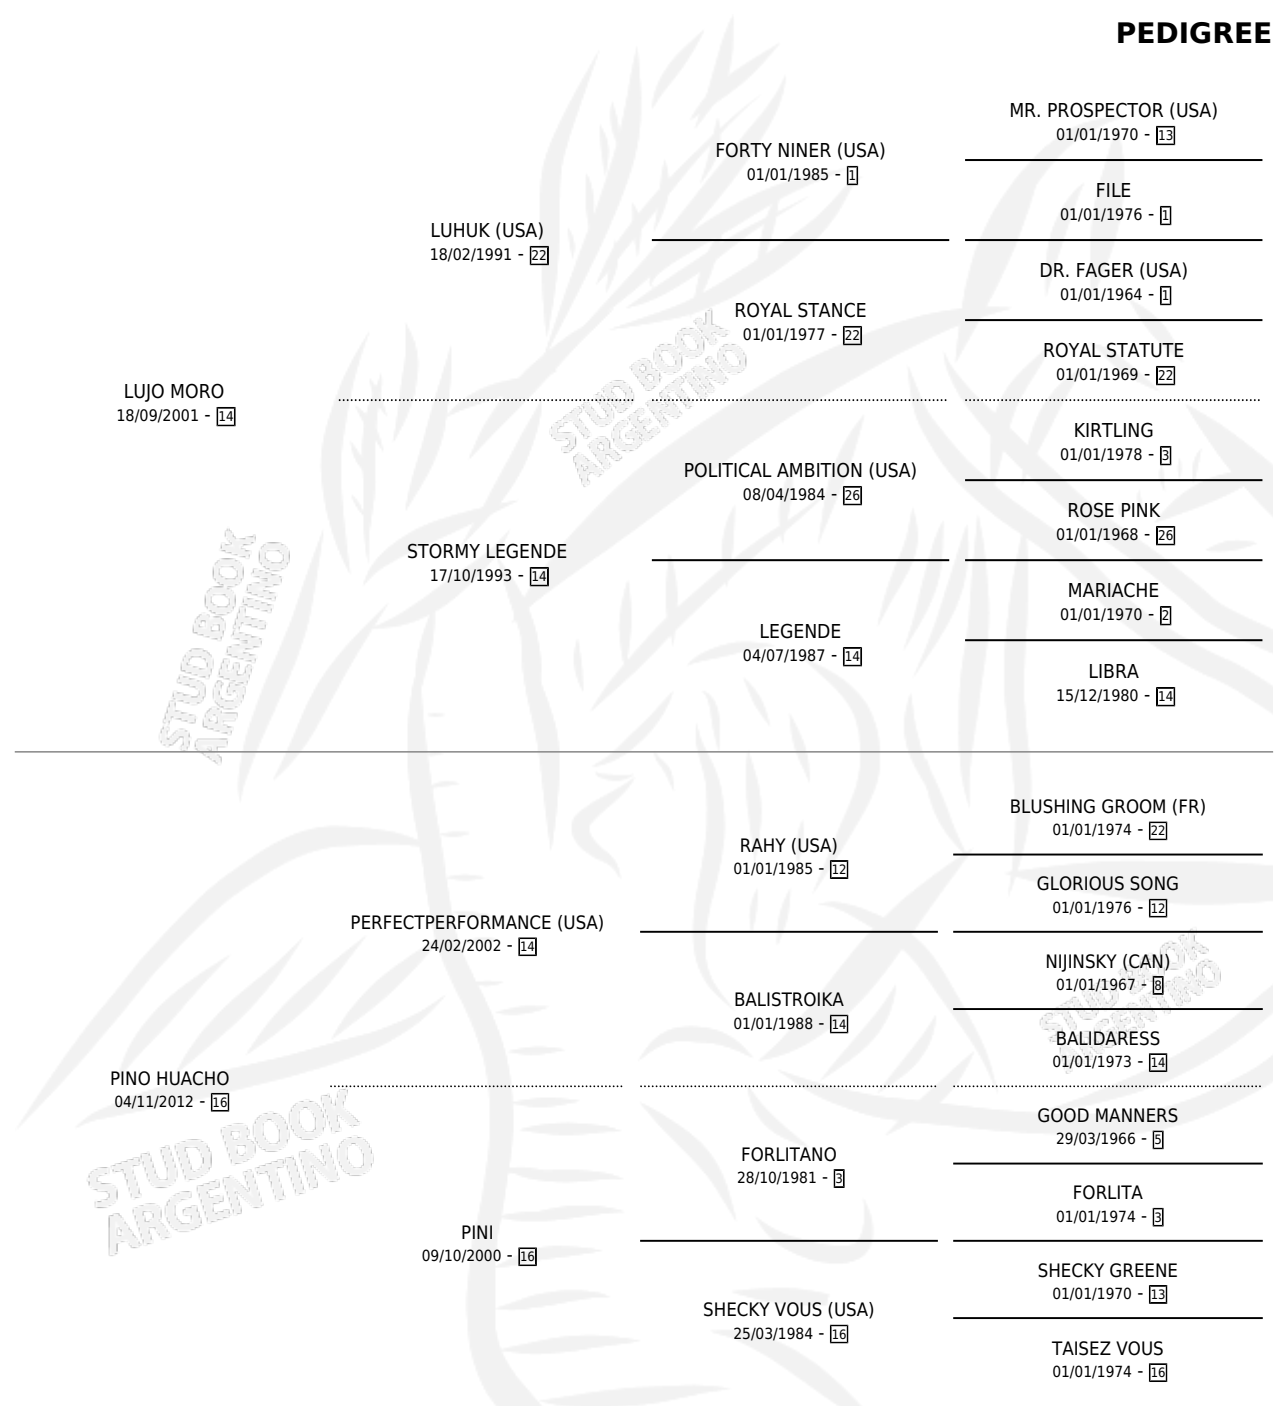 PEDIGREE
MR. PROSPECTOR (USA)
01/01/1970 - 13
FORTY NINER (USA)
01/01/1985 - 1
FILE
01/01/1976 - 1
LUHUK (USA)
18/02/1991 - 22
DR. FAGER (USA)
01/01/1964 - 1
ROYAL STANCE
01/01/1977 - 22
ROYAL STATUTE
01/01/1969 - 22
LUJO MORO
18/09/2001 - 14
STUD BOOK
ARGENTINO
KIRTLING
01/01/1978 - 3
POLITICAL AMBITION (USA)
08/04/1984 - 26
ROSE PINK
01/01/1968 - 26
STORMY LEGENDE
17/10/1993 - 14
MARIACHE
01/01/1970 - 2
LEGENDE
04/07/1987 - 14
LIBRA
15/12/1980 - 14
STUD BOOK
ARGENTINO
BLUSHING GROOM (FR)
01/01/1974 - 22
RAHY (USA)
01/01/1985 - 12
GLORIOUS SONG
01/01/1976 - 12
PERFECTPERFORMANCE (USA)
24/02/2002 - 14
NIJINSKY (CAN)
01/01/1967 - 8
BALISTROIKA
01/01/1988 - 14
STUD BOOK
ARGENTINO
BALIDARESS
01/01/1973 - 14
PINO HUACHO
04/11/2012 - 16
GOOD MANNERS
29/03/1966 - 5
STUD BOOK
ARGENTINO
FORLITANO
28/10/1981 - 3
FORLITA
01/01/1974 - 3
PINI
09/10/2000 - 16
SHECKY GREENE
01/01/1970 - 13
SHECKY VOUS (USA)
25/03/1984 - 16
TAISEZ VOUS
01/01/1974 - 16